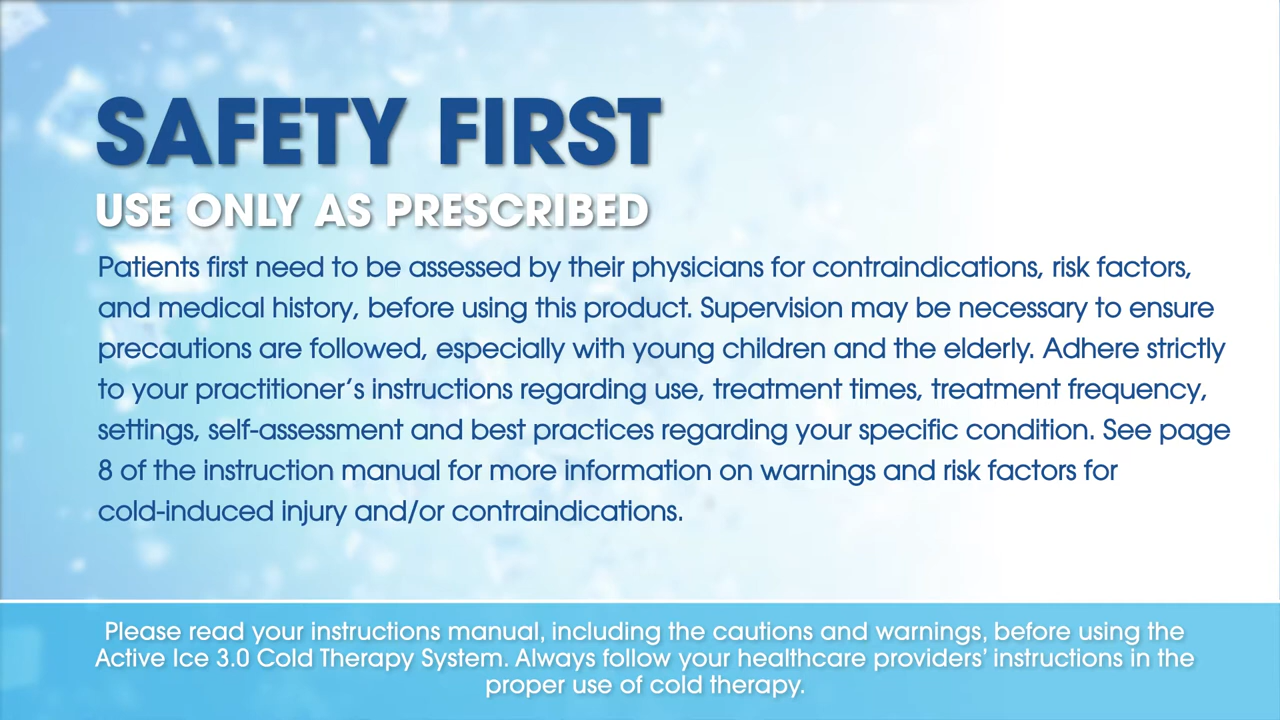 SAFETY FIRST
USE ONLY AS PRESCRIBED
Patients first need to be assessed by their physicians for contraindications, risk factors,
and medical history, before using this product. Supervision may be necessary to ensure
precautions are followed, especially with young children and the elderly. Adhere strictly
to your practitioner’s instructions regarding use, treatment times, treatment frequency,
settings, self-assessment and best practices regarding your specific condition. See page
8 of the instruction manual for more information on warnings and risk factors for
cold-induced injury and/or contraindications.
Please read your instructions manual, including the cautions and warnings, before using the
Active Ice 3.0 Cold Therapy System. Always follow your healthcare providers’ instructions in the
proper use of cold therapy.